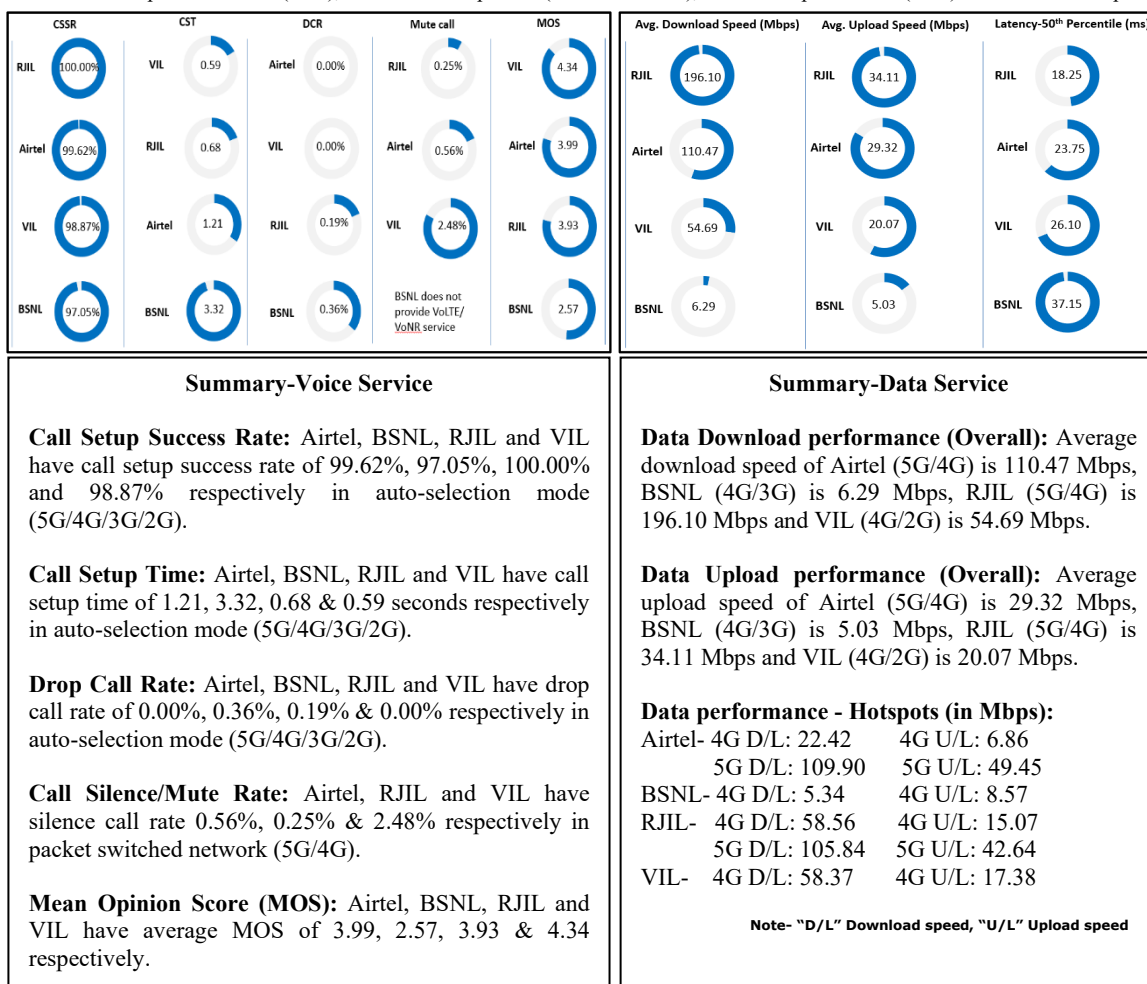 CSSR CST DCR Mute call MOS
RJIL 100.00% VIL 0.59 Airtel 0.00% RJIL 0.25% VIL 4.34
Airtel 99.62% RJIL 0.68 VIL 0.00% Airtel 0.56% Airtel 3.99
VIL 98.87% Airtel 1.21 RJIL 0.19% VIL 2.48% RJIL 3.93
BSNL 97.05% BSNL 3.32 BSNL 0.36% BSNL does not provide VoLTE/ VoNR service BSNL 2.57
Avg. Download Speed (Mbps) Avg. Upload Speed (Mbps) Latency-50th Percentile (ms)
RJIL 196.10 RJIL 34.11 RJIL 18.25
Airtel 110.47 Airtel 29.32 Airtel 23.75
VIL 54.69 VIL 20.07 VIL 26.10
BSNL 6.29 BSNL 5.03 BSNL 37.15
Summary-Voice Service
Call Setup Success Rate: Airtel, BSNL, RJIL and VIL
have call setup success rate of 99.62%, 97.05%, 100.00%
and 98.87% respectively in auto-selection mode
(5G/4G/3G/2G).
Call Setup Time: Airtel, BSNL, RJIL and VIL have call
setup time of 1.21, 3.32, 0.68 & 0.59 seconds respectively
in auto-selection mode (5G/4G/3G/2G).
Drop Call Rate: Airtel, BSNL, RJIL and VIL have drop
call rate of 0.00%, 0.36%, 0.19% & 0.00% respectively in
auto-selection mode (5G/4G/3G/2G).
Call Silence/Mute Rate: Airtel, RJIL and VIL have
silence call rate 0.56%, 0.25% & 2.48% respectively in
packet switched network (5G/4G).
Mean Opinion Score (MOS): Airtel, BSNL, RJIL and
VIL have average MOS of 3.99, 2.57, 3.93 & 4.34
respectively.
Summary-Data Service
Data Download performance (Overall): Average
download speed of Airtel (5G/4G) is 110.47 Mbps,
BSNL (4G/3G) is 6.29 Mbps, RJIL (5G/4G) is
196.10 Mbps and VIL (4G/2G) is 54.69 Mbps.
Data Upload performance (Overall): Average
upload speed of Airtel (5G/4G) is 29.32 Mbps,
BSNL (4G/3G) is 5.03 Mbps, RJIL (5G/4G) is
34.11 Mbps and VIL (4G/2G) is 20.07 Mbps.
Data performance - Hotspots (in Mbps):
Airtel- 4G D/L: 22.42 4G U/L: 6.86
5G D/L: 109.90 5G U/L: 49.45
BSNL- 4G D/L: 5.34 4G U/L: 8.57
RJIL- 4G D/L: 58.56 4G U/L: 15.07
5G D/L: 105.84 5G U/L: 42.64
VIL- 4G D/L: 58.37 4G U/L: 17.38
Note- “D/L” Download speed, “U/L” Upload speed